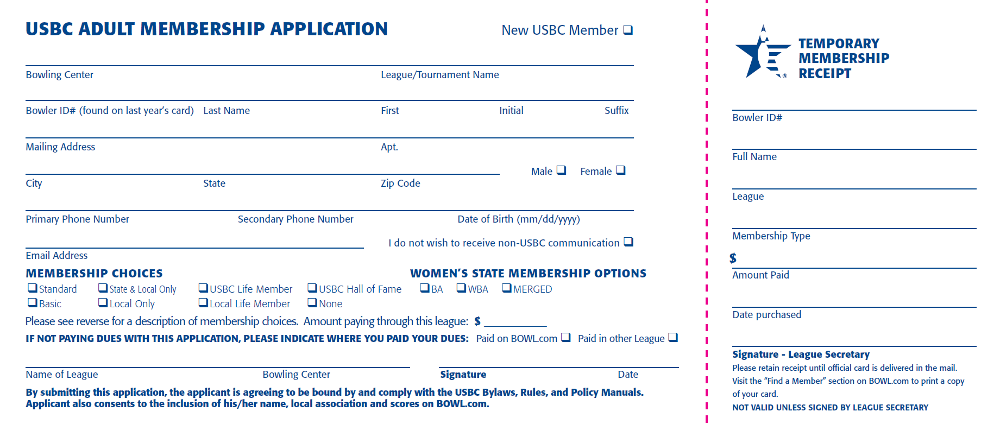 USBC ADULT MEMBERSHIP APPLICATION
New USBC Member ❏
Bowling Center League/Tournament Name
Bowler ID# (found on last year's card) Last Name First Initial Suffix
Mailing Address Apt.
Male ❏ Female ❏
City State Zip Code
Primary Phone Number Secondary Phone Number Date of Birth (mm/dd/yyyy)
I do not wish to receive non-USBC communication ❏
Email Address
MEMBERSHIP CHOICES WOMEN'S STATE MEMBERSHIP OPTIONS
❏ Standard ❏ State & Local Only ❏ USBC Life Member ❏ USBC Hall of Fame ❏ BA ❏ WBA ❏ MERGED
❏ Basic ❏ Local Only ❏ Local Life Member ❏ None
Please see reverse for a description of membership choices. Amount paying through this league: $ __________
IF NOT PAYING DUES WITH THIS APPLICATION, PLEASE INDICATE WHERE YOU PAID YOUR DUES: Paid on BOWL.com ❏ Paid in other League ❏
Name of League Bowling Center Signature Date
By submitting this application, the applicant is agreeing to be bound by and comply with the USBC Bylaws, Rules, and Policy Manuals.
Applicant also consents to the inclusion of his/her name, local association and scores on BOWL.com.
®
TEMPORARY
MEMBERSHIP
RECEIPT
Bowler ID#
Full Name
League
Membership Type
$
Amount Paid
Date purchased
Signature - League Secretary
Please retain receipt until official card is delivered in the mail.
Visit the “Find a Member” section on BOWL.com to print a copy
of your card.
NOT VALID UNLESS SIGNED BY LEAGUE SECRETARY